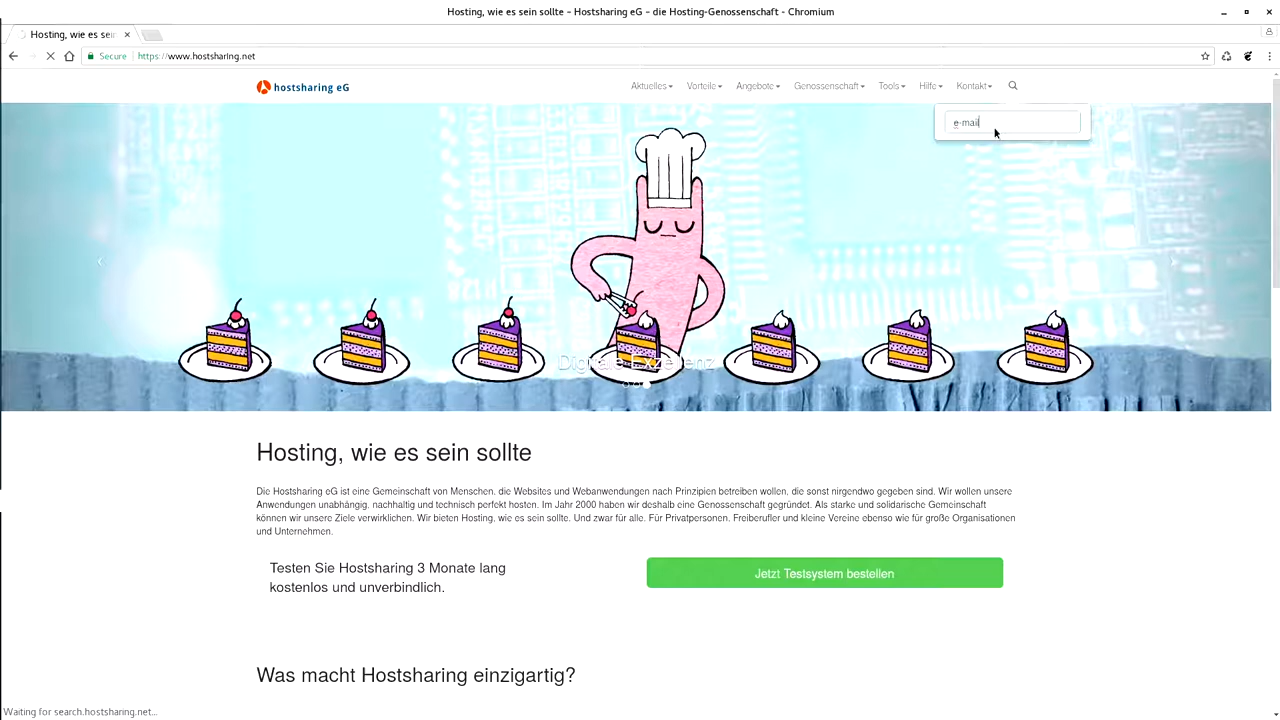 Hosting, wie es sein sollte – Hostsharing eG – die Hosting-Genossenschaft - Chromium
Hosting, wie es sein
Secure https://www.hostsharing.net
hostsharing eG
Aktuelles Vorteile Angebote Genossenschaft Tools Hilfe Kontakt
e-mail
Digitale Exzellenz
Hosting, wie es sein sollte
Die Hostsharing eG ist eine Gemeinschaft von Menschen, die Websites und Webanwendungen nach Prinzipien betreiben wollen, die sonst nirgendwo gegeben sind. Wir wollen unsere
Anwendungen unabhängig, nachhaltig und technisch perfekt hosten. Im Jahr 2000 haben wir deshalb eine Genossenschaft gegründet. Als starke und solidarische Gemeinschaft
können wir unsere Ziele verwirklichen. Wir bieten Hosting, wie es sein sollte. Und zwar für alle. Für Privatpersonen, Freiberufler und kleine Vereine ebenso wie für große Organisationen
und Unternehmen.
Testen Sie Hostsharing 3 Monate lang
kostenlos und unverbindlich.
Jetzt Testsystem bestellen
Was macht Hostsharing einzigartig?
Waiting for search.hostsharing.net...